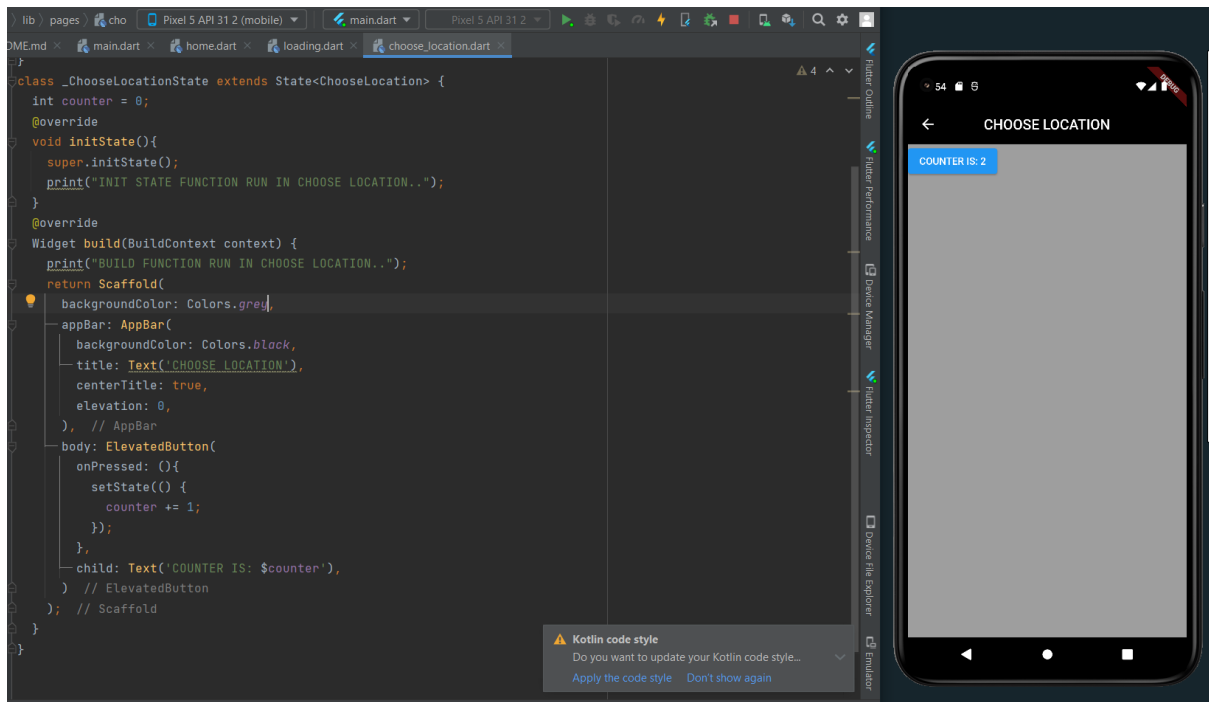 lib pages cho Pixel 5 API 31 2 (mobile) main.dart Pixel 5 API 31 2
OME.md main.dart home.dart loading.dart choose_location.dart
}
4
class _ChooseLocationState extends State<ChooseLocation> {
int counter = 0;
@override
void initState(){
super.initState();
print("INIT STATE FUNCTION RUN IN CHOOSE LOCATION..");
}
@override
Widget build(BuildContext context) {
print("BUILD FUNCTION RUN IN CHOOSE LOCATION..");
return Scaffold(
backgroundColor: Colors.grey,
appBar: AppBar(
backgroundColor: Colors.black,
title: Text('CHOOSE LOCATION'),
centerTitle: true,
elevation: 0,
), // AppBar
body: ElevatedButton(
onPressed: (){
setState(() {
counter += 1;
});
},
child: Text('COUNTER IS: $counter'),
) // ElevatedButton
); // Scaffold
}
}
Kotlin code style
Do you want to update your Kotlin code style...
Apply the code style Don't show again
Flutter Outline
Flutter Performance
Device Manager
Flutter Inspector
Device File Explorer
Emulator
54
DEBUG
CHOOSE LOCATION
COUNTER IS: 2